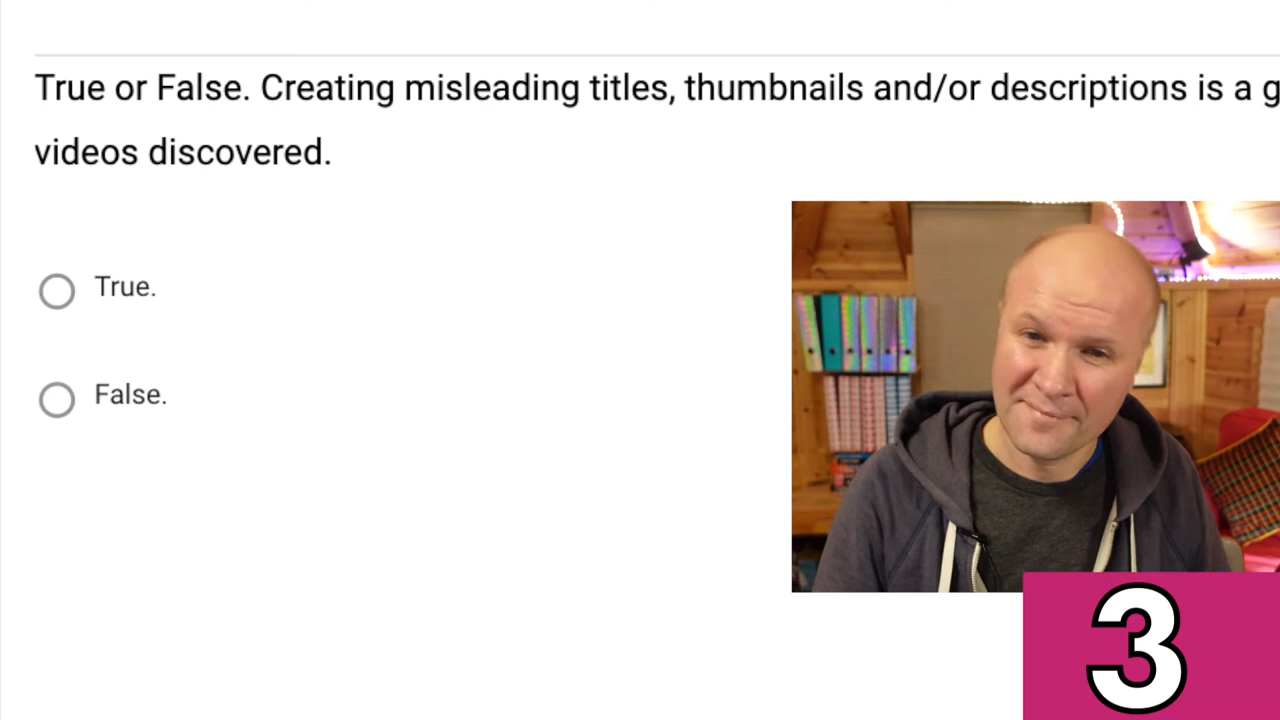 True or False. Creating misleading titles, thumbnails and/or descriptions is a g
videos discovered.
True.
False.
3